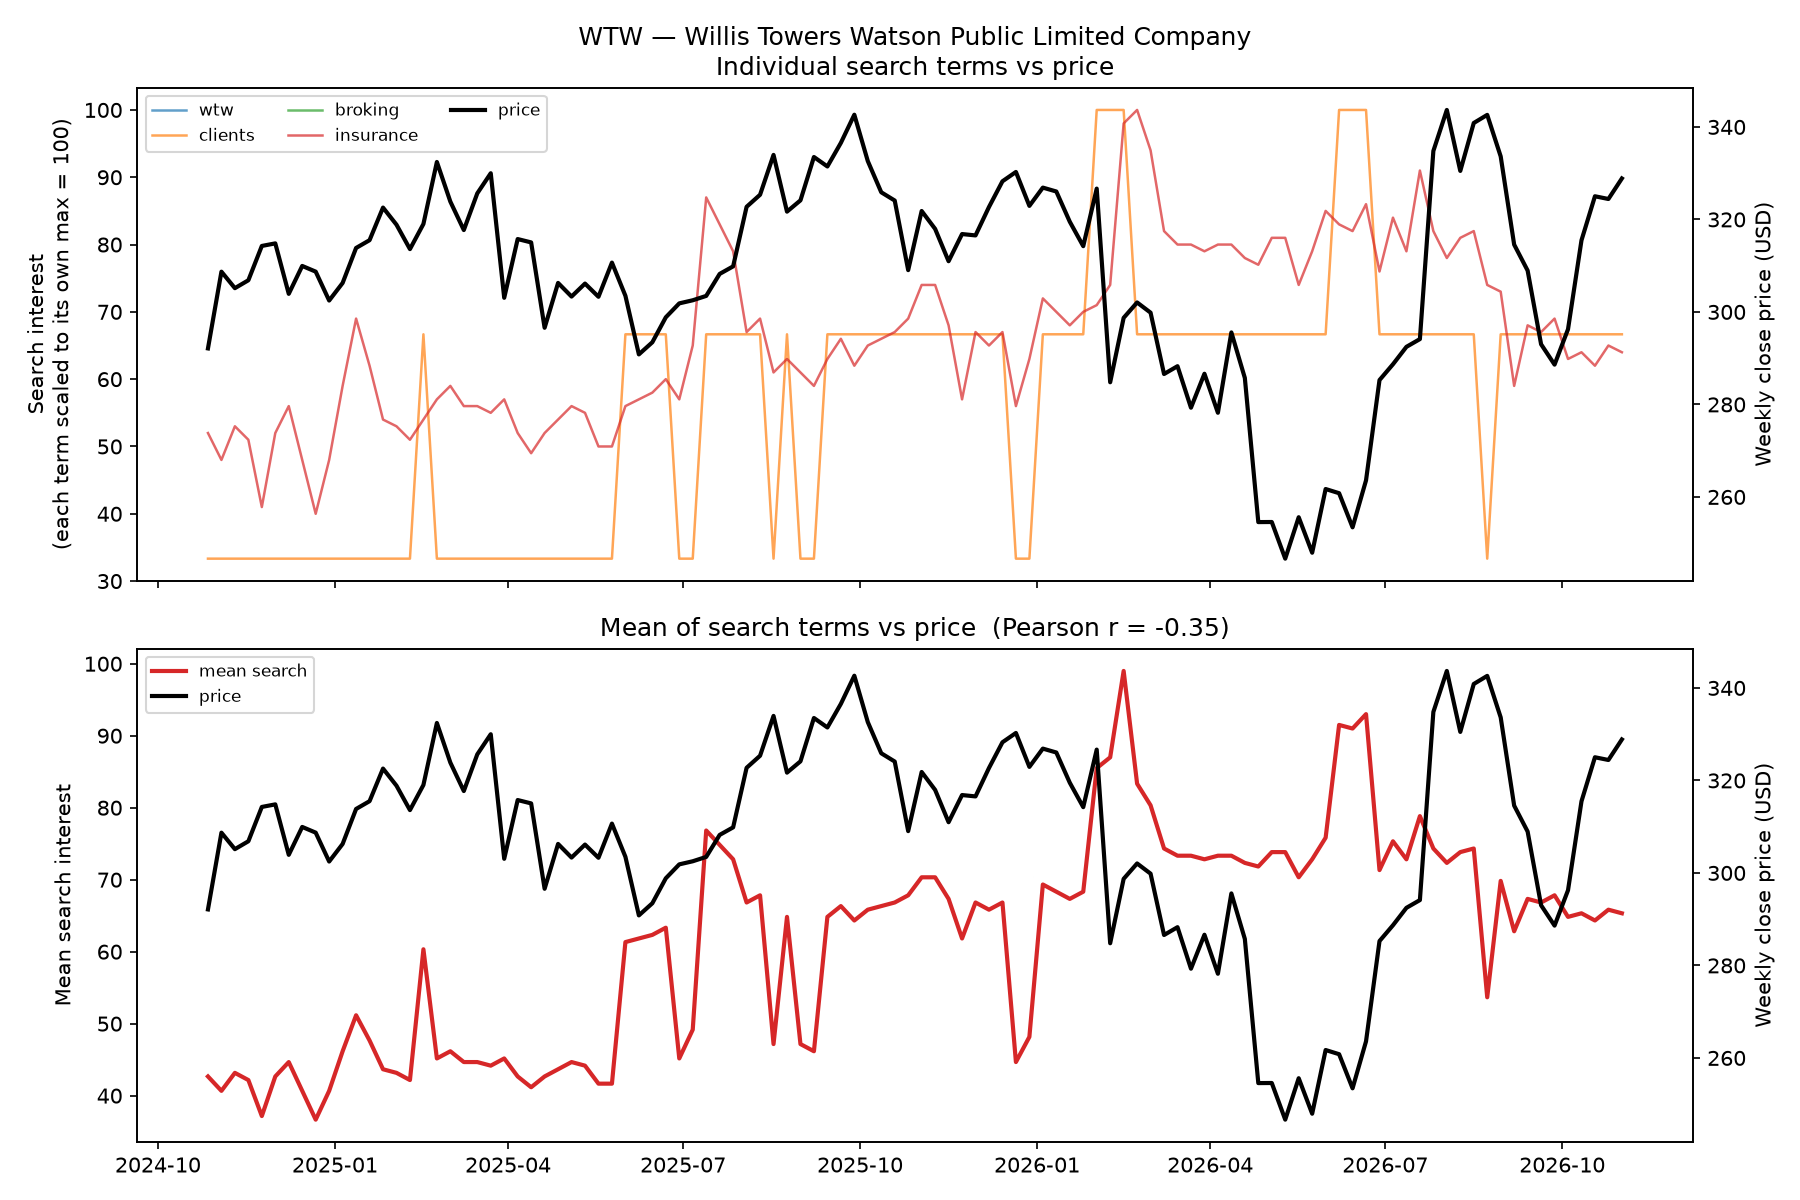 WTW — Willis Towers Watson Public Limited Company
Individual search terms vs price
wtw
clients
broking
insurance
price
Search interest
(each term scaled to its own max = 100)
100
90
80
70
60
50
40
30
340
320
300
280
260
Weekly close price (USD)
Mean of search terms vs price (Pearson r = -0.35)
mean search
price
Mean search interest
100
90
80
70
60
50
40
340
320
300
280
260
Weekly close price (USD)
2024-10
2025-01
2025-04
2025-07
2025-10
2026-01
2026-04
2026-07
2026-10